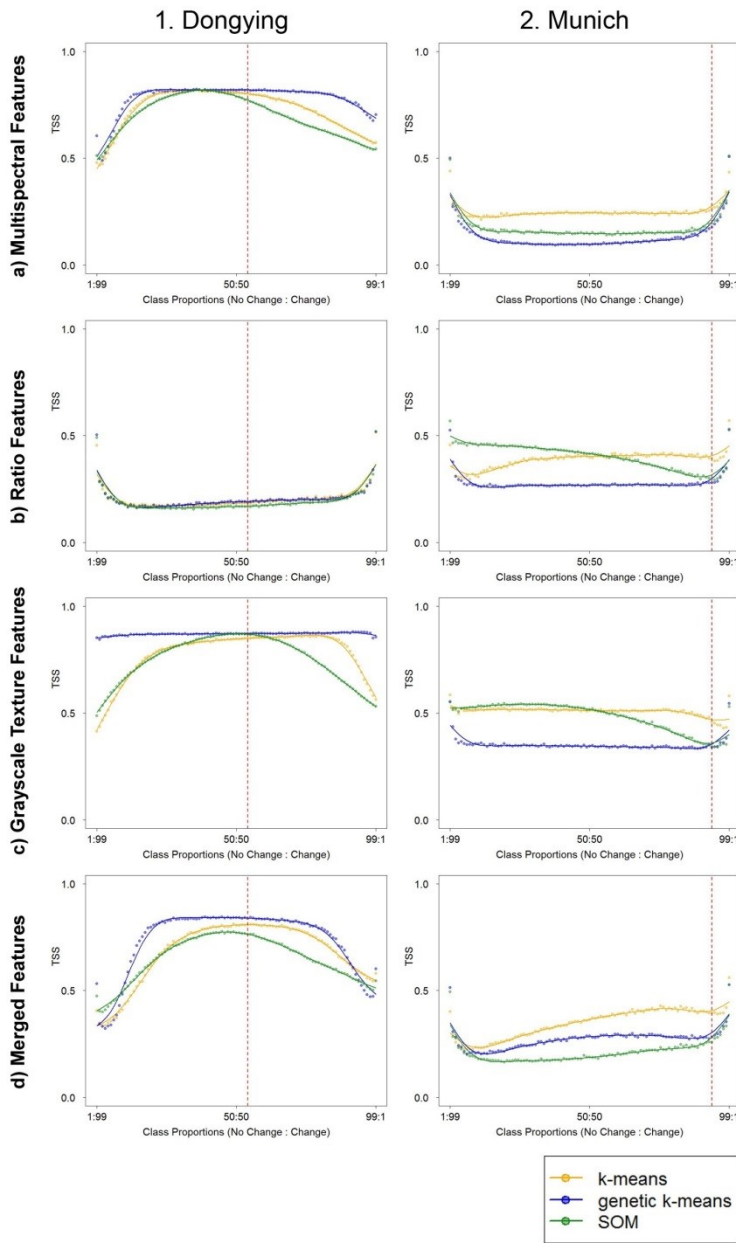 1. Dongying
2. Munich
a) Multispectral Features
1.0
TSS
0.5
0.0
1:99
50:50
99:1
Class Proportions (No Change : Change)
1.0
TSS
0.5
0.0
1:99
50:50
99:1
Class Proportions (No Change : Change)
b) Ratio Features
1.0
TSS
0.5
0.0
1:99
50:50
99:1
Class Proportions (No Change : Change)
1.0
TSS
0.5
0.0
1:99
50:50
99:1
Class Proportions (No Change : Change)
c) Grayscale Texture Features
1.0
TSS
0.5
0.0
1:99
50:50
99:1
Class Proportions (No Change : Change)
1.0
TSS
0.5
0.0
1:99
50:50
99:1
Class Proportions (No Change : Change)
d) Merged Features
1.0
TSS
0.5
0.0
1:99
50:50
99:1
Class Proportions (No Change : Change)
1.0
TSS
0.5
0.0
1:99
50:50
99:1
Class Proportions (No Change : Change)
k-means
genetic k-means
SOM